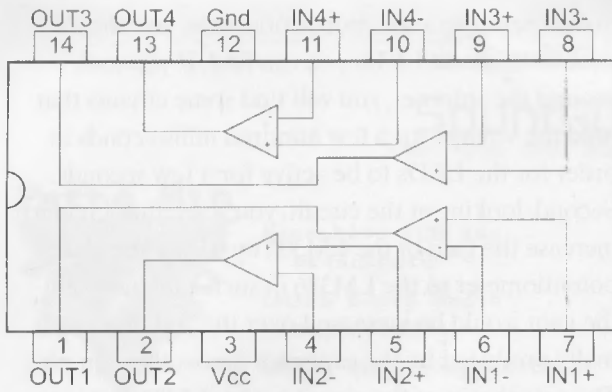 OUT3 OUT4 Gnd IN4+ IN4- IN3+ IN3-
14 13 12 11 10 9 8
1 2 3 4 5 6 7
OUT1 OUT2 Vcc IN2- IN2+ IN1- IN1+